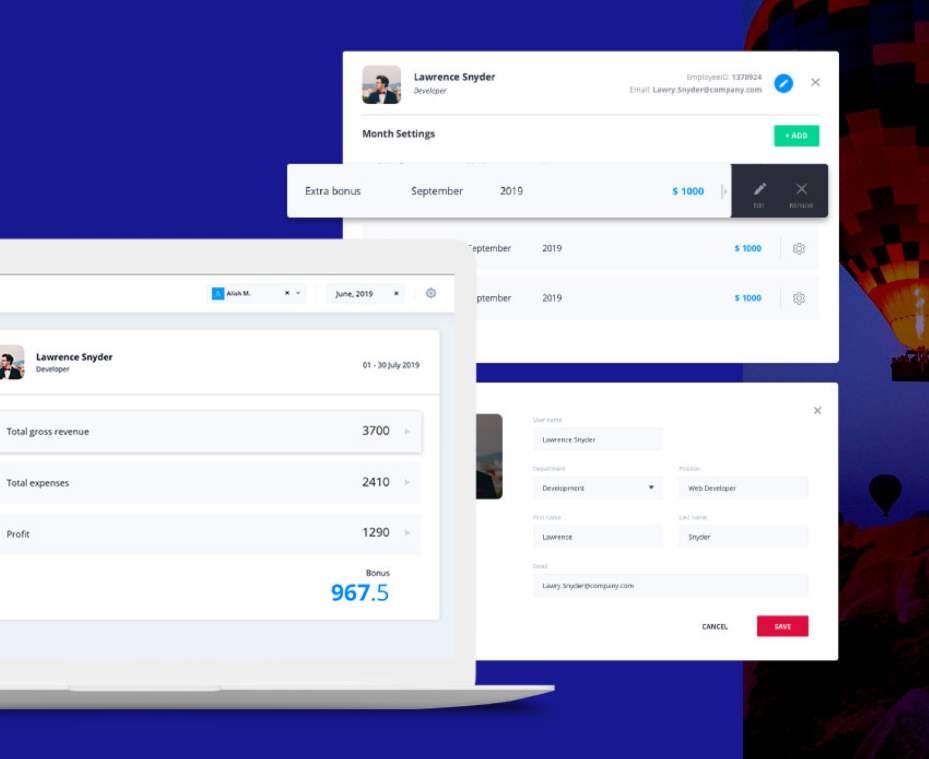 Lawrence Snyder
Developer
EmployeeID: 1370924
Email: Lawry.Snyder@company.com
Month Settings
+ ADD
Extra bonus September 2019 $ 1000
Edit Remove
September 2019 $ 1000
ptember 2019 $ 1000
A Alish M. × June, 2019 ×
Lawrence Snyder
Developer
01 - 30 July 2019
Total gross revenue 3700
Total expenses 2410
Profit 1290
Bonus
967.5
User name
Lawrence Snyder
Department Position
Development Web Developer
First name Last name
Lawrence Snyder
Email
Lawry.Snyder@company.com
CANCEL SAVE